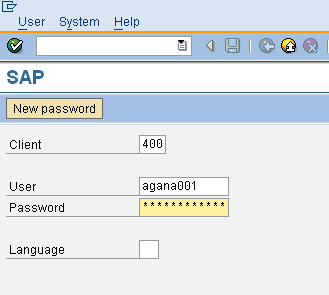 User System Help
SAP
New password
Client 400
User agana001
Password ************
Language